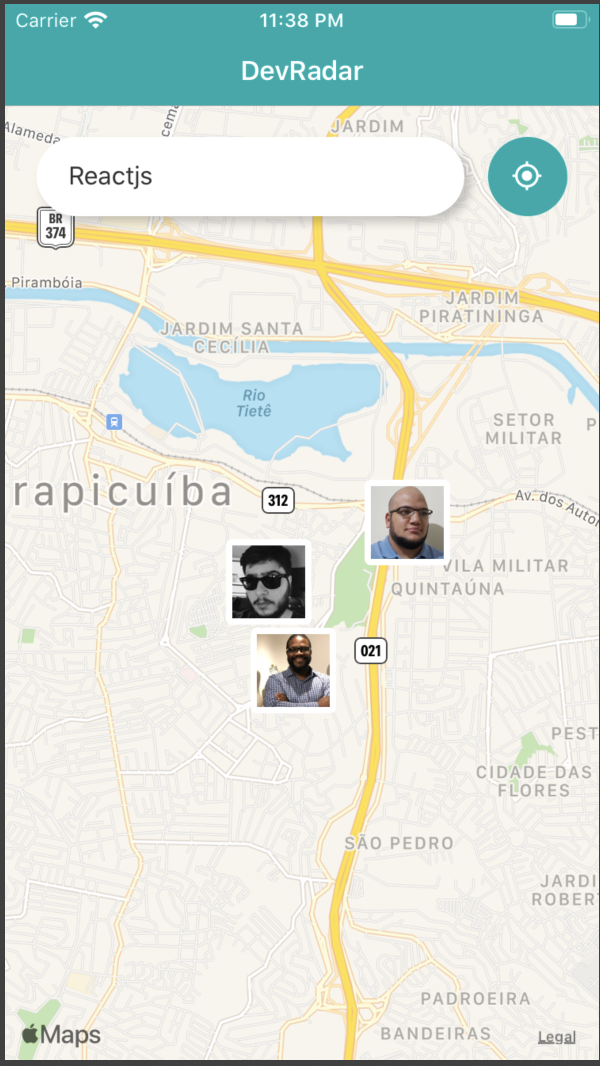 Carrier
11:38 PM
DevRadar
Alameda
cema
JARDIM
Reactjs
BR
374
Pirambóia
JARDIM
PIRATININGA
JARDIM SANTA
CECÍLIA
Rio
Tietê
SETOR
MILITAR
P
rapicuíba
312
Av. dos Autor
VILA MILITAR
QUINTAÚNA
021
PEST
CIDADE DAS
FLORES
SÃO PEDRO
JARDI
ROBERT
PADROEIRA
Maps
BANDEIRAS
Legal